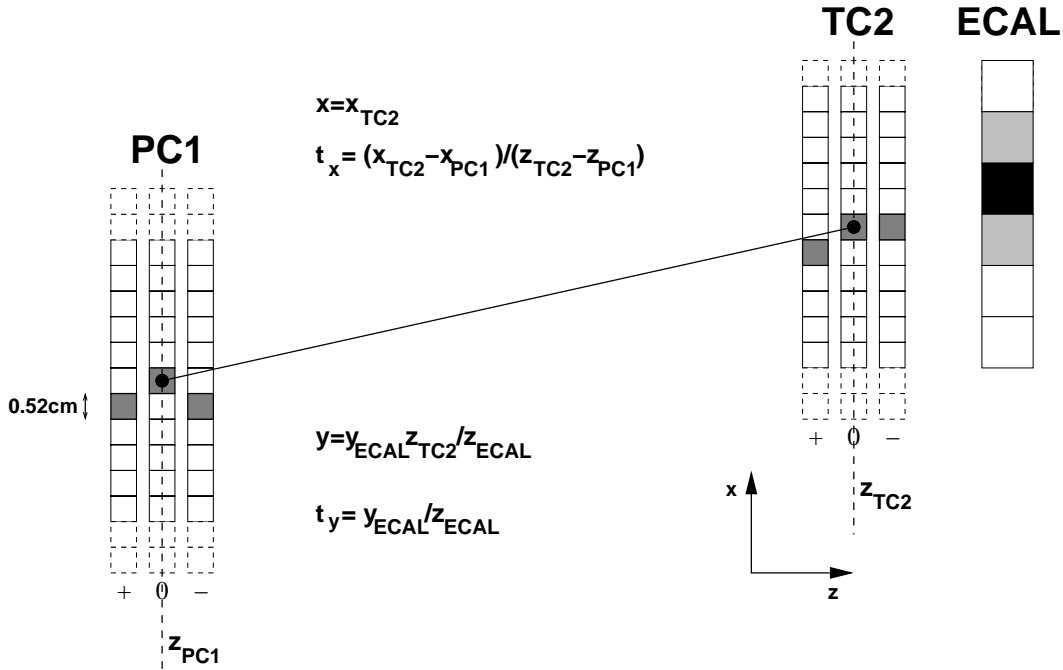 TC2 ECAL
x=x_TC2
PC1
t_x = (x_TC2−x_PC1)/(z_TC2−z_PC1)
0.52cm
+ 0 −
y=y_ECAL z_TC2/z_ECAL
x
z_TC2
t_y = y_ECAL/z_ECAL
z
+ 0 −
z_PC1